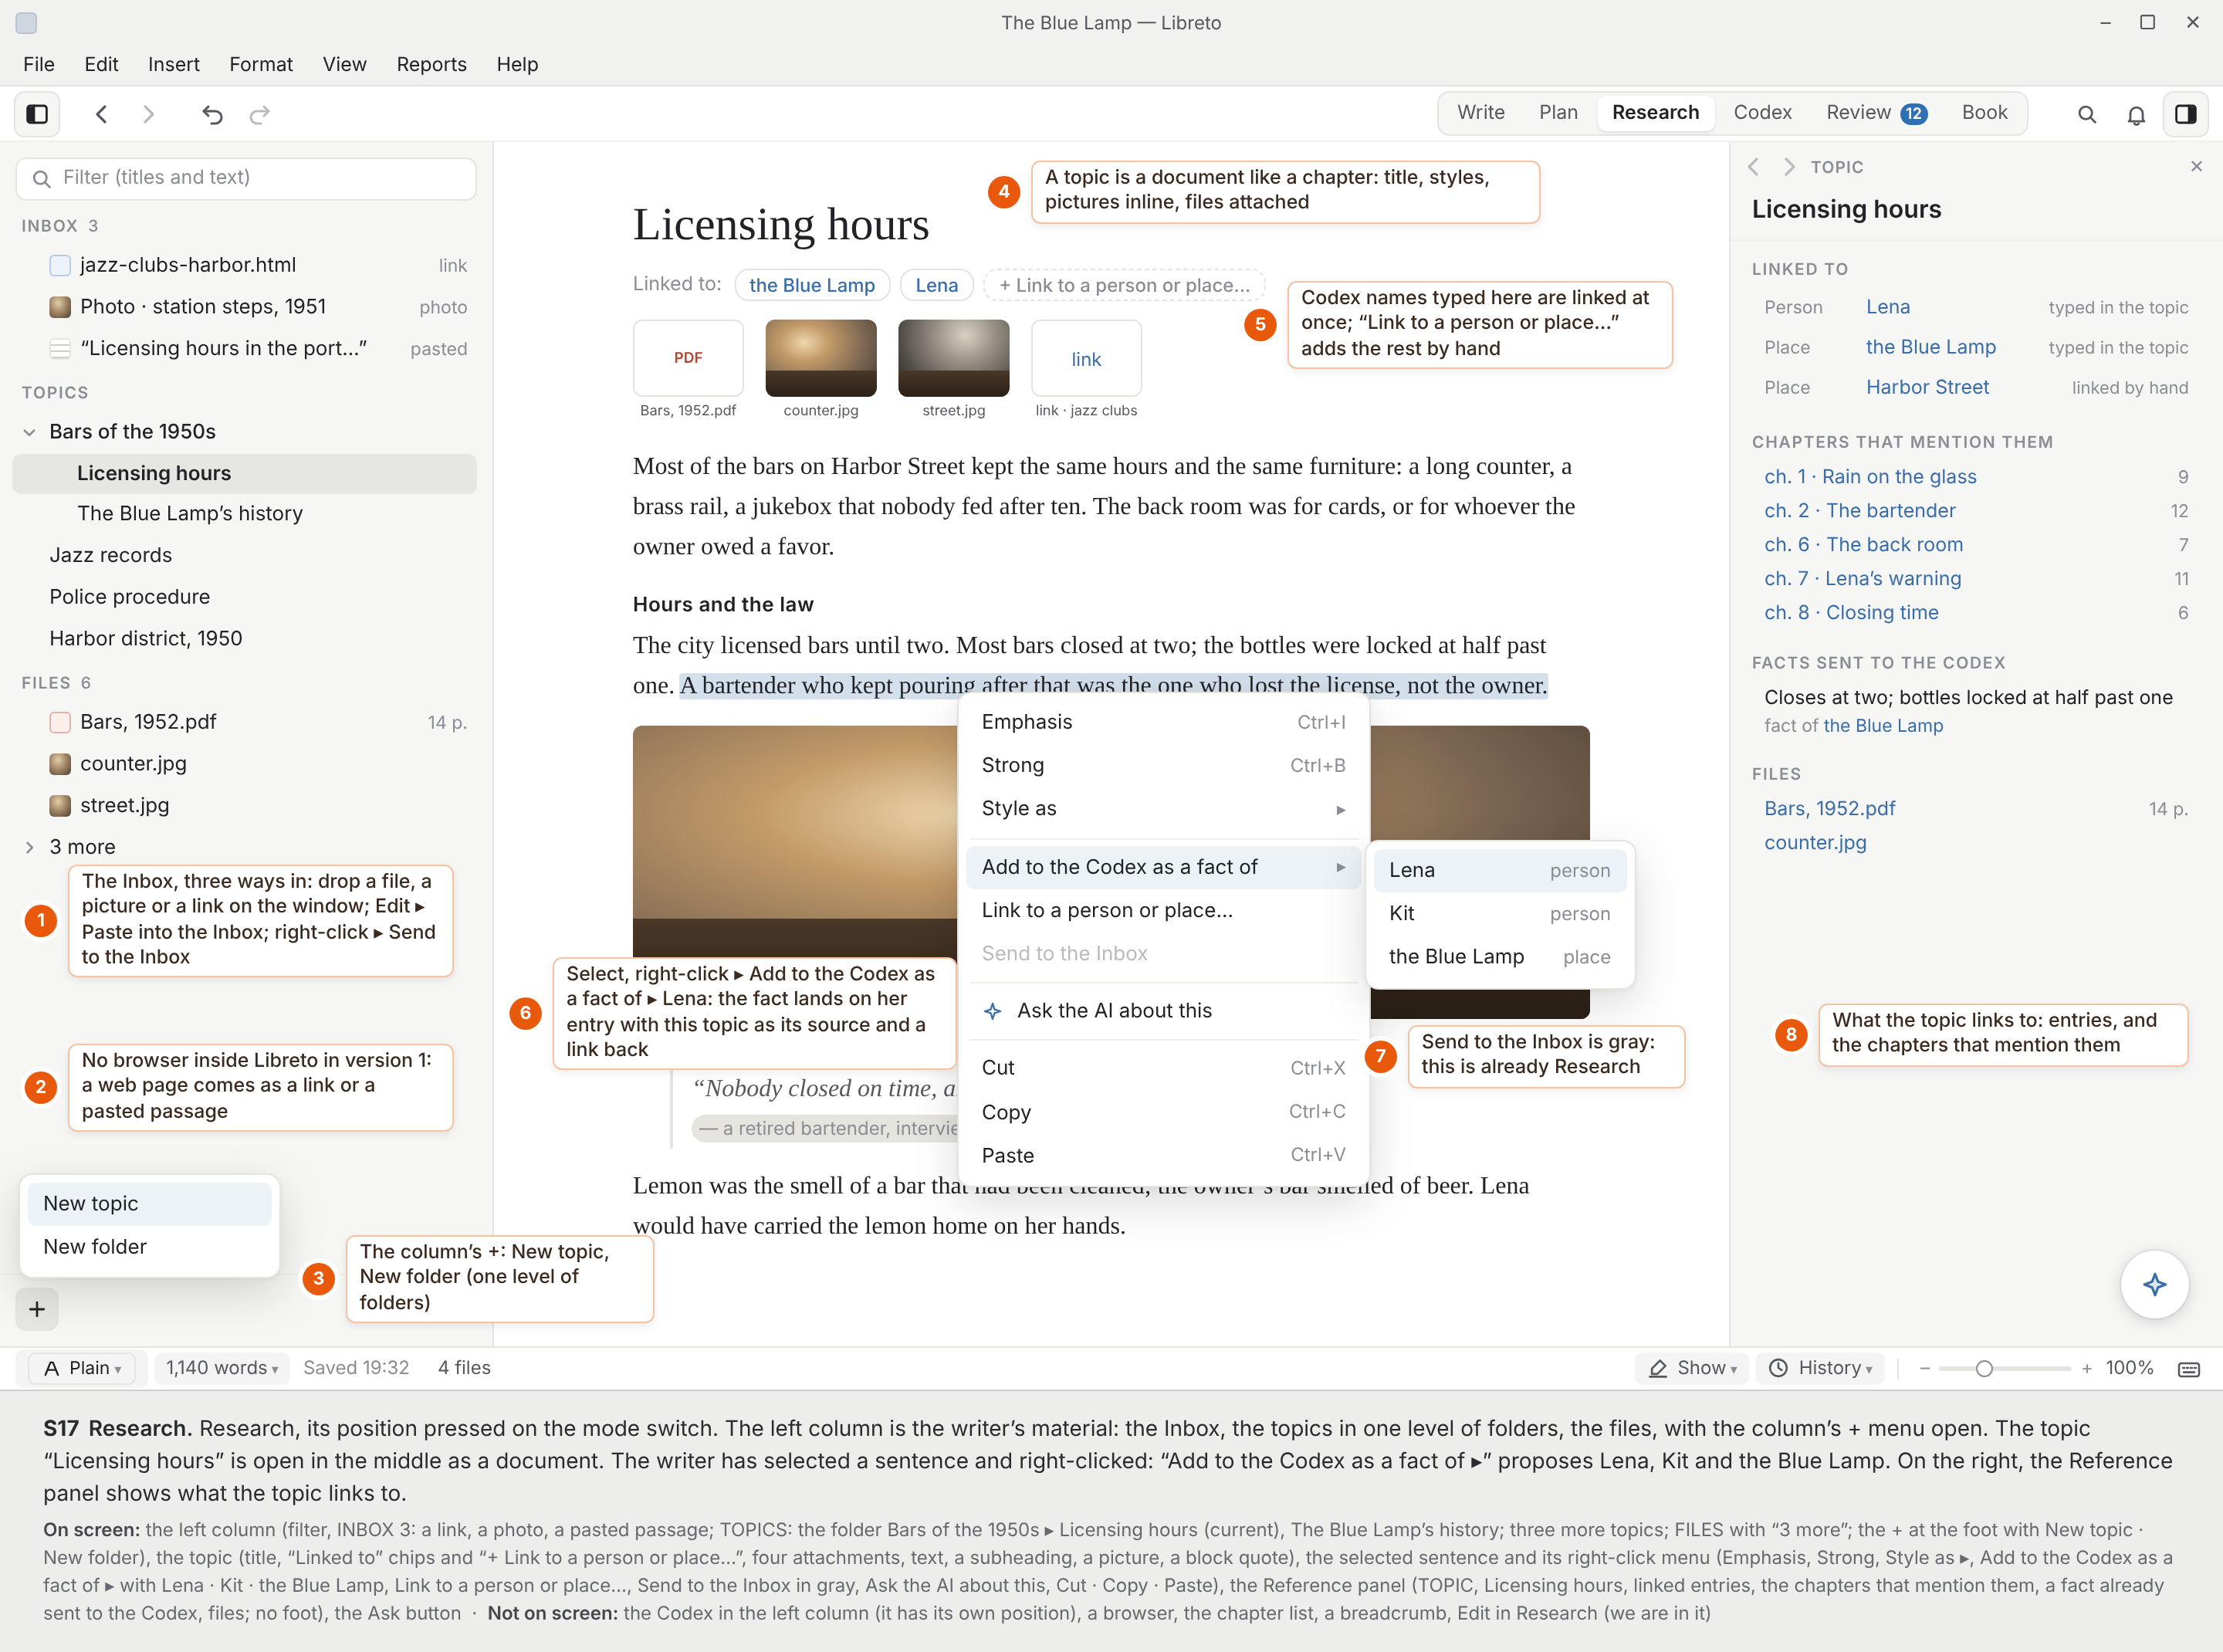 The Blue Lamp — Libreto
File Edit Insert Format View Reports Help
Write Plan Research Codex Review 12 Book
Filter (titles and text)
INBOX 3
jazz-clubs-harbor.html link
Photo · station steps, 1951 photo
“Licensing hours in the port...” pasted
TOPICS
Bars of the 1950s
Licensing hours
The Blue Lamp’s history
Jazz records
Police procedure
Harbor district, 1950
FILES 6
Bars, 1952.pdf 14 p.
counter.jpg
street.jpg
3 more
1
The Inbox, three ways in: drop a file, a
picture or a link on the window; Edit ▸
Paste into the Inbox; right-click ▸ Send
to the Inbox
2
No browser inside Libreto in version 1:
a web page comes as a link or a
pasted passage
New topic
New folder
3
The column’s +: New topic,
New folder (one level of
folders)
+
4
A topic is a document like a chapter: title, styles,
pictures inline, files attached
Licensing hours
Linked to: the Blue Lamp Lena + Link to a person or place...
5
Codex names typed here are linked at
once; “Link to a person or place...”
adds the rest by hand
PDF link
Bars, 1952.pdf counter.jpg street.jpg link · jazz clubs
Most of the bars on Harbor Street kept the same hours and the same furniture: a long counter, a
brass rail, a jukebox that nobody fed after ten. The back room was for cards, or for whoever the
owner owed a favor.
Hours and the law
The city licensed bars until two. Most bars closed at two; the bottles were locked at half past
one. A bartender who kept pouring after that was the one who lost the license, not the owner.
Emphasis Ctrl+I
Strong Ctrl+B
Style as ▸
Add to the Codex as a fact of ▸
Link to a person or place...
Send to the Inbox
Ask the AI about this
Cut Ctrl+X
Copy Ctrl+C
Paste Ctrl+V
Lena person
Kit person
the Blue Lamp place
6
Select, right-click ▸ Add to the Codex as
a fact of ▸ Lena: the fact lands on her
entry with this topic as its source and a
link back
7
Send to the Inbox is gray:
this is already Research
“Nobody closed on time,
— a retired bartender,
Lemon was the smell of a bar that had been cleaned; the owner’s bar smelled of beer. Lena
would have carried the lemon home on her hands.
TOPIC
Licensing hours
LINKED TO
Person Lena typed in the topic
Place the Blue Lamp typed in the topic
Place Harbor Street linked by hand
CHAPTERS THAT MENTION THEM
ch. 1 · Rain on the glass 9
ch. 2 · The bartender 12
ch. 6 · The back room 7
ch. 7 · Lena’s warning 11
ch. 8 · Closing time 6
FACTS SENT TO THE CODEX
Closes at two; bottles locked at half past one
fact of the Blue Lamp
FILES
Bars, 1952.pdf 14 p.
counter.jpg
8
What the topic links to: entries, and
the chapters that mention them
A Plain ▾ 1,140 words ▾ Saved 19:32 4 files Show ▾ History ▾ − + 100%
S17 Research. Research, its position pressed on the mode switch. The left column is the writer’s material: the Inbox, the topics in one level of folders, the files, with the column’s + menu open. The topic
“Licensing hours” is open in the middle as a document. The writer has selected a sentence and right-clicked: “Add to the Codex as a fact of ▸” proposes Lena, Kit and the Blue Lamp. On the right, the Reference
panel shows what the topic links to.
On screen: the left column (filter, INBOX 3: a link, a photo, a pasted passage; TOPICS: the folder Bars of the 1950s ▸ Licensing hours (current), The Blue Lamp’s history; three more topics; FILES with “3 more”; the + at the foot with New topic ·
New folder), the topic (title, “Linked to” chips and “+ Link to a person or place...”, four attachments, text, a subheading, a picture, a block quote), the selected sentence and its right-click menu (Emphasis, Strong, Style as ▸, Add to the Codex as a
fact of ▸ with Lena · Kit · the Blue Lamp, Link to a person or place..., Send to the Inbox in gray, Ask the AI about this, Cut · Copy · Paste), the Reference panel (TOPIC, Licensing hours, linked entries, the chapters that mention them, a fact already
sent to the Codex, files; no foot), the Ask button · Not on screen: the Codex in the left column (it has its own position), a browser, the chapter list, a breadcrumb, Edit in Research (we are in it)